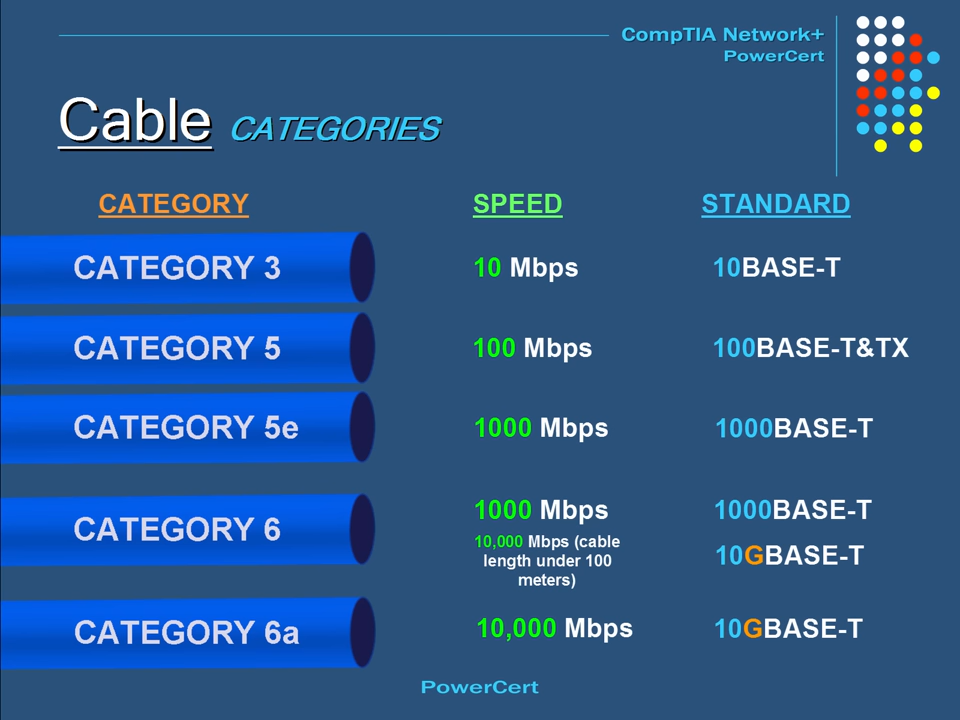 CompTIA Network+
PowerCert
Cable CATEGORIES
CATEGORY SPEED STANDARD
CATEGORY 3 10 Mbps 10BASE-T
CATEGORY 5 100 Mbps 100BASE-T&TX
CATEGORY 5e 1000 Mbps 1000BASE-T
CATEGORY 6 1000 Mbps 1000BASE-T
10,000 Mbps (cable
length under 100
meters)
10GBASE-T
CATEGORY 6a 10,000 Mbps 10GBASE-T
PowerCert